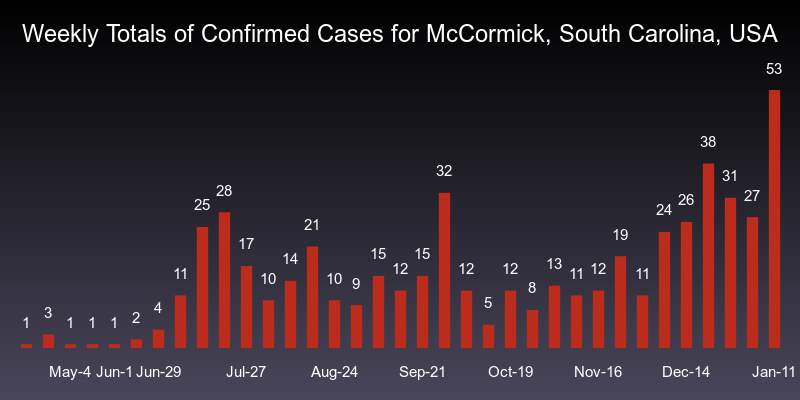 Weekly Totals of Confirmed Cases for McCormick, South Carolina, USA
1 3 1 1 1 2 4 11 25 28 17 10 14 21 10 9 15 12 15 32 12 5 12 8 13 11 12 19 11 24 26 38 31 27 53
May-4 Jun-1 Jun-29 Jul-27 Aug-24 Sep-21 Oct-19 Nov-16 Dec-14 Jan-11